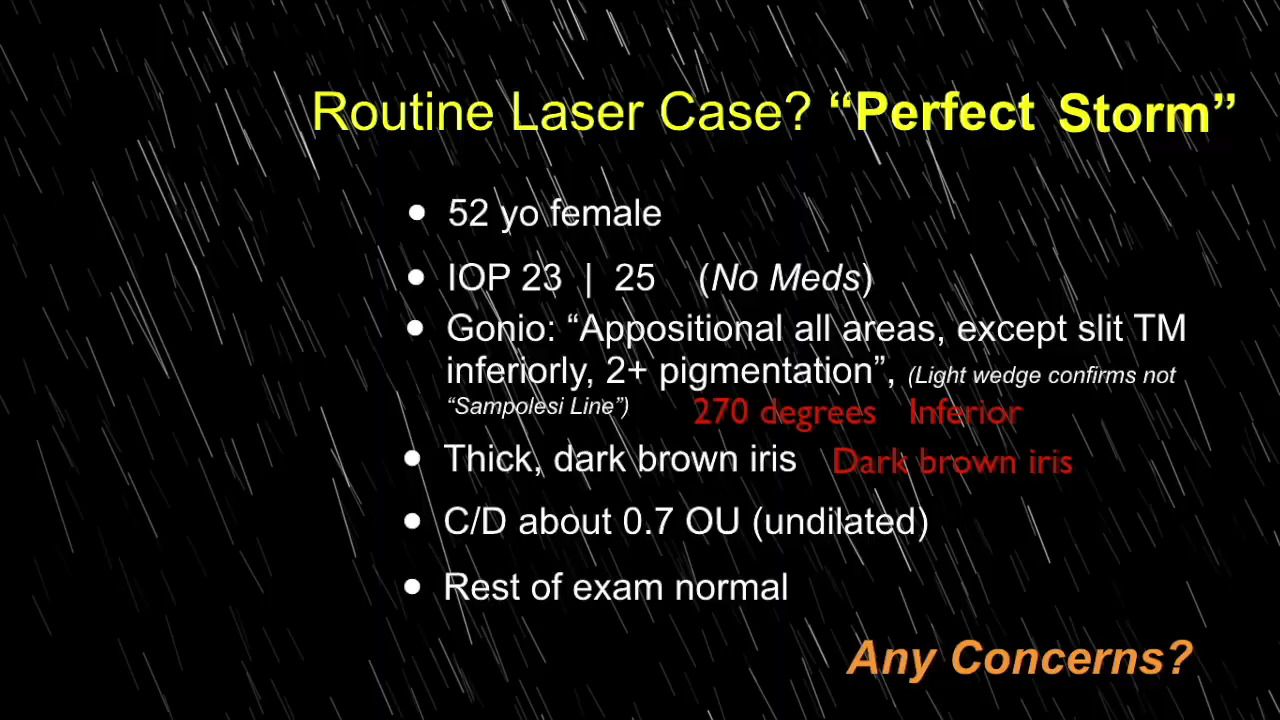 Routine Laser Case? “Perfect Storm”
• 52 yo female
• IOP 23 | 25 (No Meds)
• Gonio: “Appositional all areas, except slit TM
inferiorly, 2+ pigmentation”, (Light wedge confirms not
“Sampolesi Line”) 270 degrees Inferior
• Thick, dark brown iris Dark brown iris
• C/D about 0.7 OU (undilated)
• Rest of exam normal
Any Concerns?